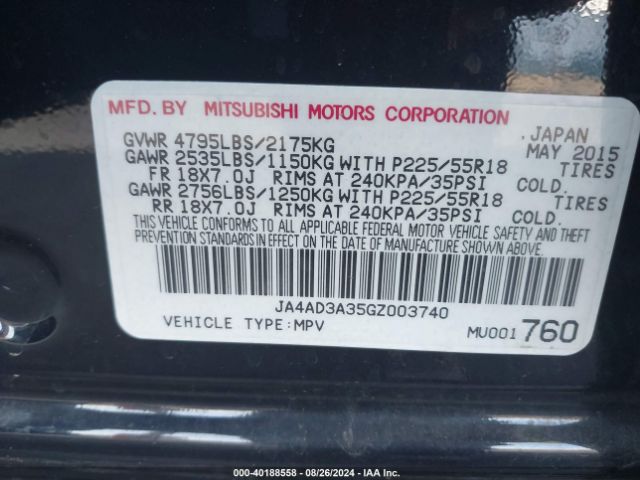 MFD. BY MITSUBISHI MOTORS CORPORATION
, JAPAN
GVWR 4795LBS/2175KG MAY 2015
GAWR 2535LBS/1150KG WITH P225/55R18 TIRES
FR 18X7.0J RIMS AT 240KPA/35PSI COLD.
GAWR 2756LBS/1250KG WITH P225/55R18 TIRES
RR 18X7.0J RIMS AT 240KPA/35PSI COLD.
THIS VEHICLE CONFORMS TO ALL APPLICABLE FEDERAL MOTOR VEHICLE SAFETY AND THEFT
PREVENTION STANDARDS IN EFFECT ON THE DATE OF MANUFACTURE SHOWN ABOVE.
JA4AD3A35GZ003740
VEHICLE TYPE:MPV MU001 760
000-40188558 - 08/26/2024 - IAA Inc.